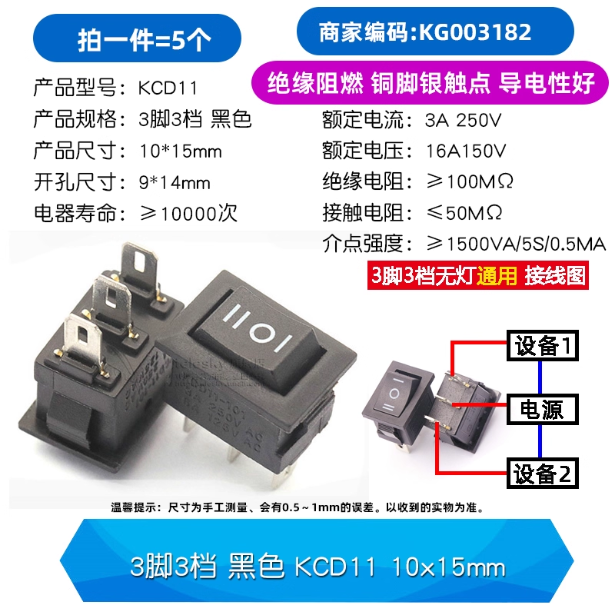 拍一件=5个
商家编码:KG003182
绝缘阻燃 铜脚银触点 导电性好
产品型号: KCD11
产品规格: 3脚3档 黑色
产品尺寸: 10*15mm
开孔尺寸: 9*14mm
电器寿命: ≥10000次
额定电流: 3A 250V
额定电压: 16A150V
绝缘电阻: ≥100MΩ
接触电阻: ≤50MΩ
介点强度: ≥1500VA/5S/0.5MA
3脚3档无灯通用 接线图
设备1
电源
设备2
温馨提示: 尺寸为手工测量、会有0.5~1mm的误差。以收到的实物为准。
3脚3档 黑色 KCD11 10x15mm